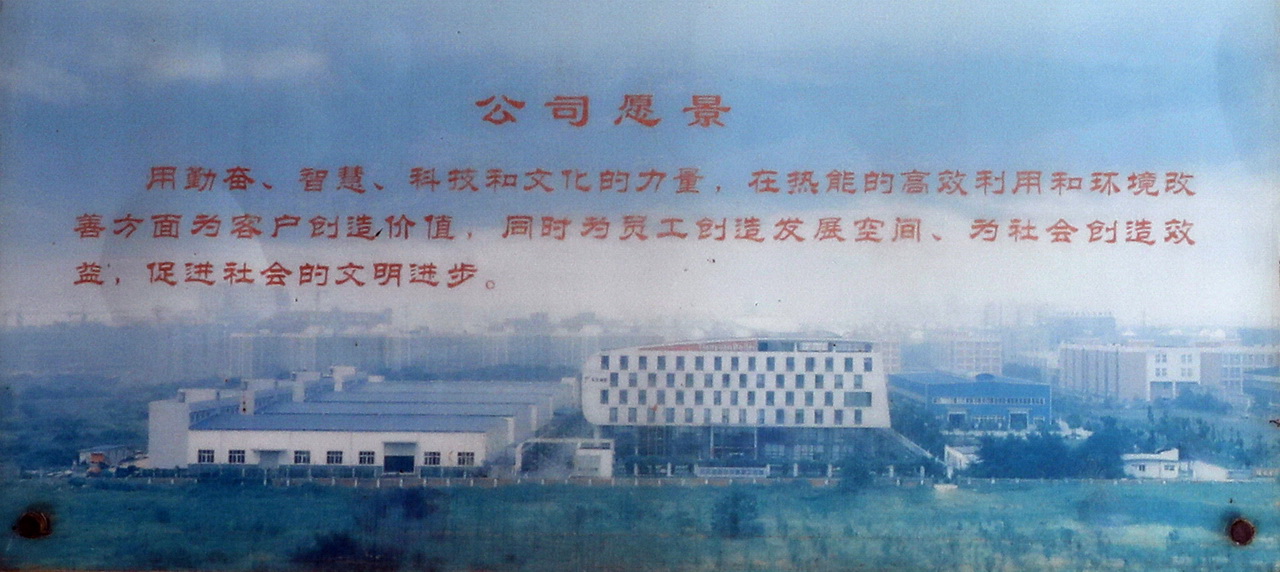 公司愿景
用勤奋、智慧、科技和文化的力量，在热能的高效利用和环境改
善方面为客户创造价值，同时为员工创造发展空间、为社会创造效
益，促进社会的文明进步。